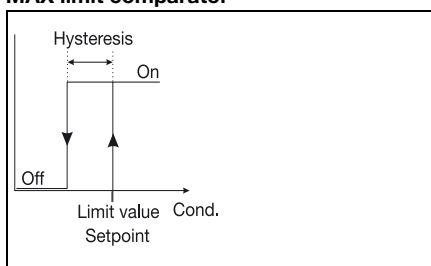 MAX limit comparator
Hysteresis
On
Off
Limit value Cond.
Setpoint